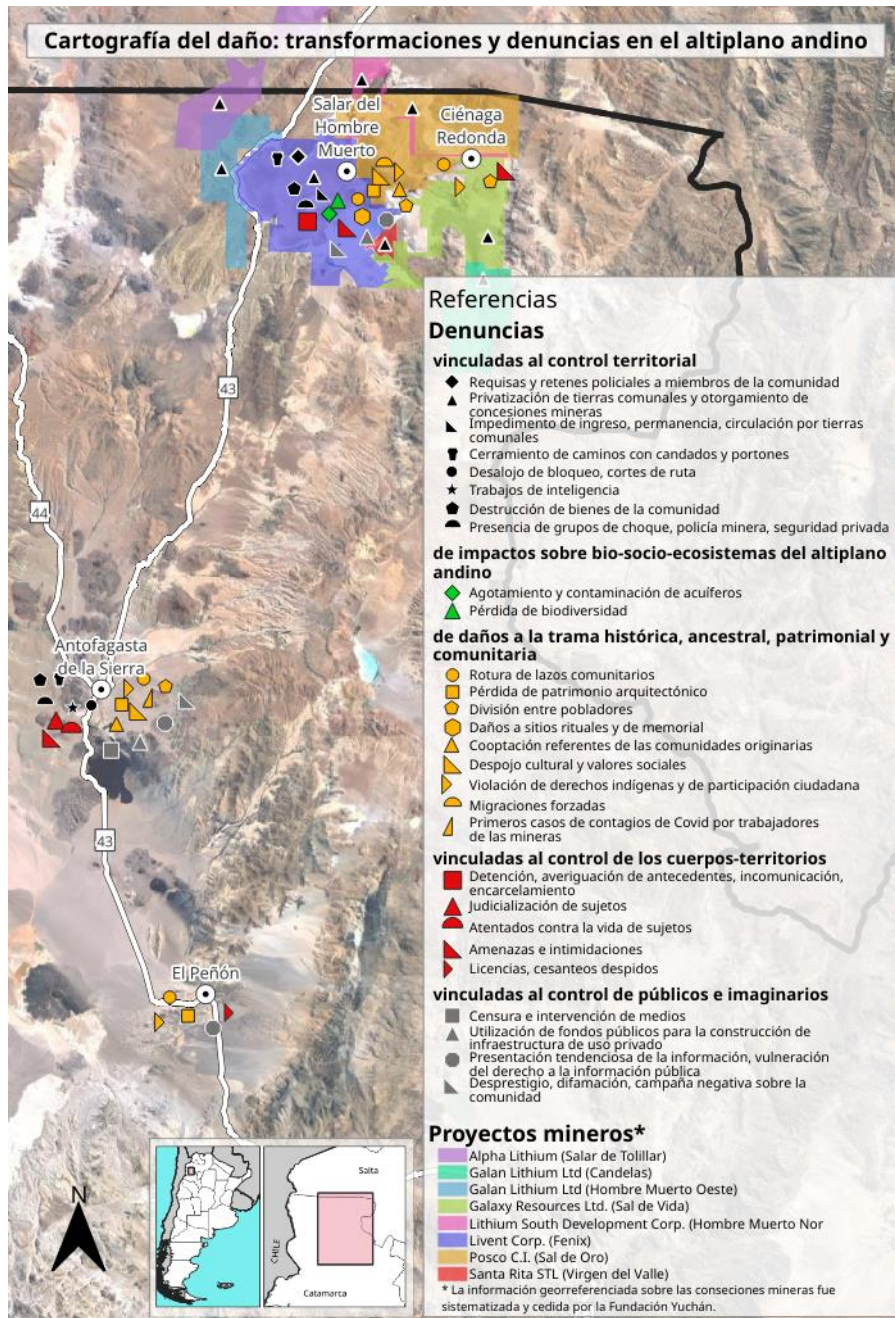 Cartografía del daño: transformaciones y denuncias en el altiplano andino
Salar del
Hombre
Muerto
Ciénaga
Redonda
43
44
Antofagasta
de la Sierra
43
El Peñón
Referencias
Denuncias
vinculadas al control territorial
Requisas y retenes policiales a miembros de la comunidad
Privatización de tierras comunales y otorgamiento de
concesiones mineras
Impedimento de ingreso, permanencia, circulación por tierras
comunales
Cerramiento de caminos con candados y portones
Desalojo de bloqueo, cortes de ruta
Trabajos de inteligencia
Destrucción de bienes de la comunidad
Presencia de grupos de choque, policía minera, seguridad privada
de impactos sobre bio-socio-ecosistemas del altiplano
andino
Agotamiento y contaminación de acuíferos
Pérdida de biodiversidad
de daños a la trama histórica, ancestral, patrimonial y
comunitaria
Rotura de lazos comunitarios
Pérdida de patrimonio arquitectónico
División entre pobladores
Daños a sitios rituales y de memorial
Cooptación referentes de las comunidades originarias
Despojo cultural y valores sociales
Violación de derechos indígenas y de participación ciudadana
Migraciones forzadas
Primeros casos de contagios de Covid por trabajadores
de las mineras
vinculadas al control de los cuerpos-territorios
Detención, averiguación de antecedentes, incomunicación,
encarcelamiento
Judicialización de sujetos
Atentados contra la vida de sujetos
Amenazas e intimidaciones
Licencias, cesanteos despidos
vinculadas al control de públicos e imaginarios
Censura e intervención de medios
Utilización de fondos públicos para la construcción de
infraestructura de uso privado
Presentación tendenciosa de la información, vulneración
del derecho a la información pública
Desprestigio, difamación, campaña negativa sobre la
comunidad
Proyectos mineros*
Alpha Lithium (Salar de Tolillar)
Galan Lithium Ltd (Candelas)
Galan Lithium Ltd (Hombre Muerto Oeste)
Galaxy Resources Ltd. (Sal de Vida)
Lithium South Development Corp. (Hombre Muerto Nor
Livent Corp. (Fenix)
Posco C.I. (Sal de Oro)
Santa Rita STL (Virgen del Valle)
* La información georreferenciada sobre las conseciones mineras fue
sistematizada y cedida por la Fundación Yuchán.
N
Salta
CHILE
Catamarca